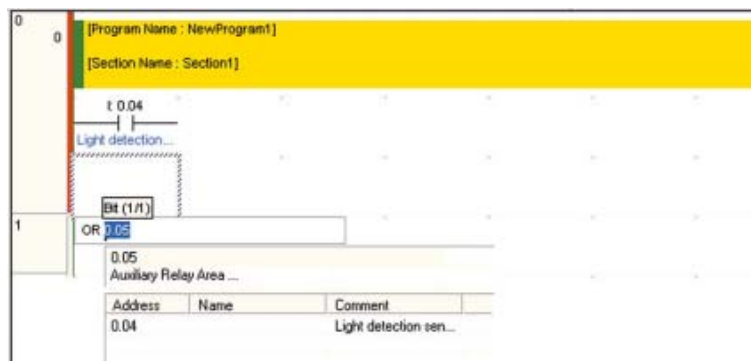 0
0
[Program Name : NewProgram1]
[Section Name : Section1]
I: 0.04
Light detection...
Bit (1/1)
1
OR 0.05
0.05
Auxiliary Relay Area ...
Address Name Comment
0.04 Light detection sen...